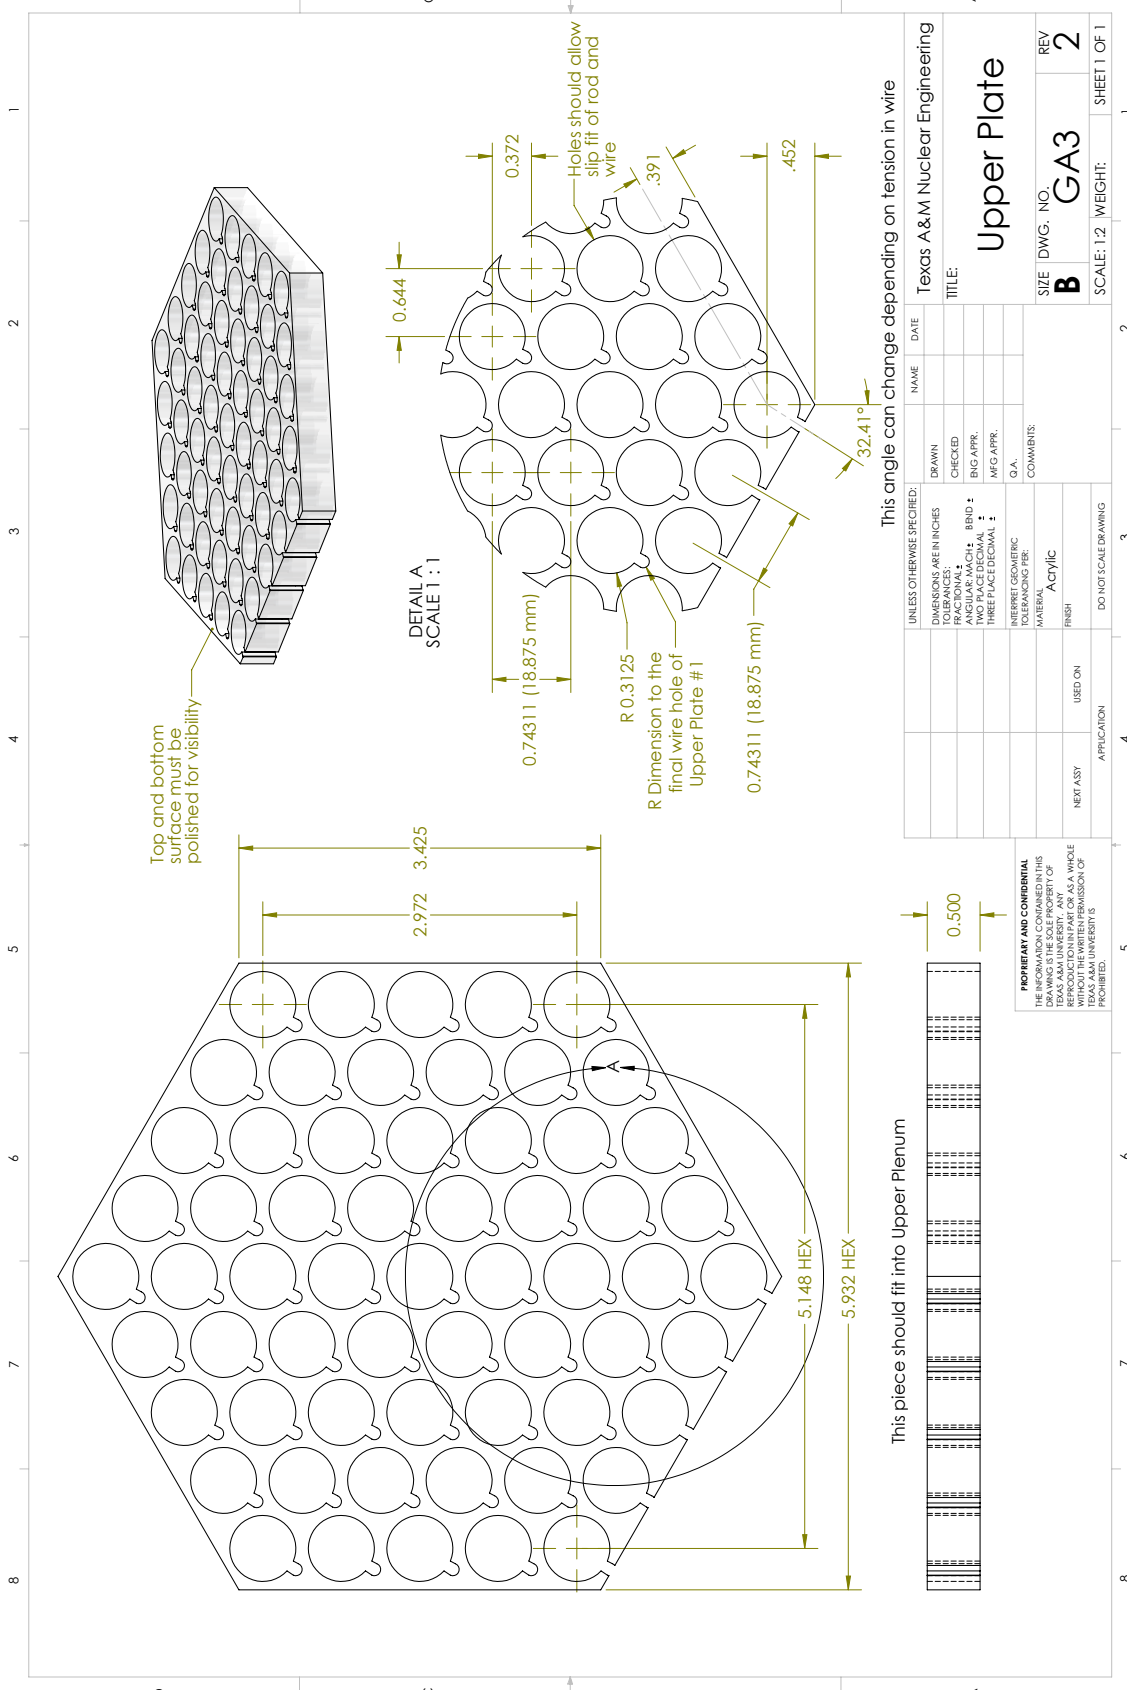 Top and bottom
surface must be
polished for visibility
DETAIL A
SCALE 1 : 1
0.644
0.372
Holes should allow
slip fit of rod and
wire
.391
.452
32.41°
This angle can change depending on tension in wire
0.74311 (18.875 mm)
R 0.3125
R Dimension to the
final wire hole of
Upper Plate #1
0.74311 (18.875 mm)
3.425
2.972
A
5.148 HEX
5.932 HEX
This piece should fit into Upper Plenum
0.500
PROPRIETARY AND CONFIDENTIAL
THE INFORMATION CONTAINED IN THIS
DRAWING IS THE SOLE PROPERTY OF
TEXAS A&M UNIVERSITY. ANY
REPRODUCTION IN PART OR AS A WHOLE
WITHOUT THE WRITTEN PERMISSION OF
TEXAS A&M UNIVERSITY IS
PROHIBITED.
NEXT ASSY
USED ON
APPLICATION
UNLESS OTHERWISE SPECIFIED:
DIMENSIONS ARE IN INCHES
TOLERANCES:
FRACTIONAL ±
ANGULAR: MACH ± BEND ±
TWO PLACE DECIMAL ±
THREE PLACE DECIMAL ±
INTERPRET GEOMETRIC
TOLERANCING PER:
MATERIAL
Acrylic
FINISH
DO NOT SCALE DRAWING
NAME
DATE
DRAWN
CHECKED
ENG APPR.
MFG APPR.
Q.A.
COMMENTS:
Texas A&M Nuclear Engineering
TITLE:
Upper Plate
SIZE
B
DWG. NO.
GA3
REV
2
SCALE: 1:2
WEIGHT:
SHEET 1 OF 1
8
7
6
5
4
3
2
1
8
7
6
5
4
3
2
1